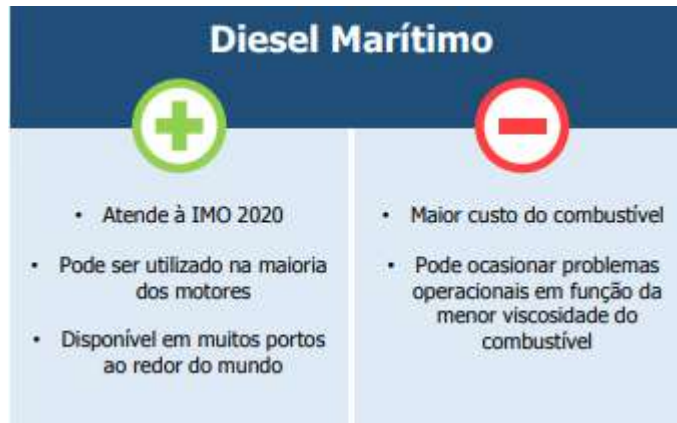 Diesel Marítimo
• Atende à IMO 2020
• Pode ser utilizado na maioria
dos motores
• Disponível em muitos portos
ao redor do mundo
• Maior custo do combustível
• Pode ocasionar problemas
operacionais em função da
menor viscosidade do
combustível